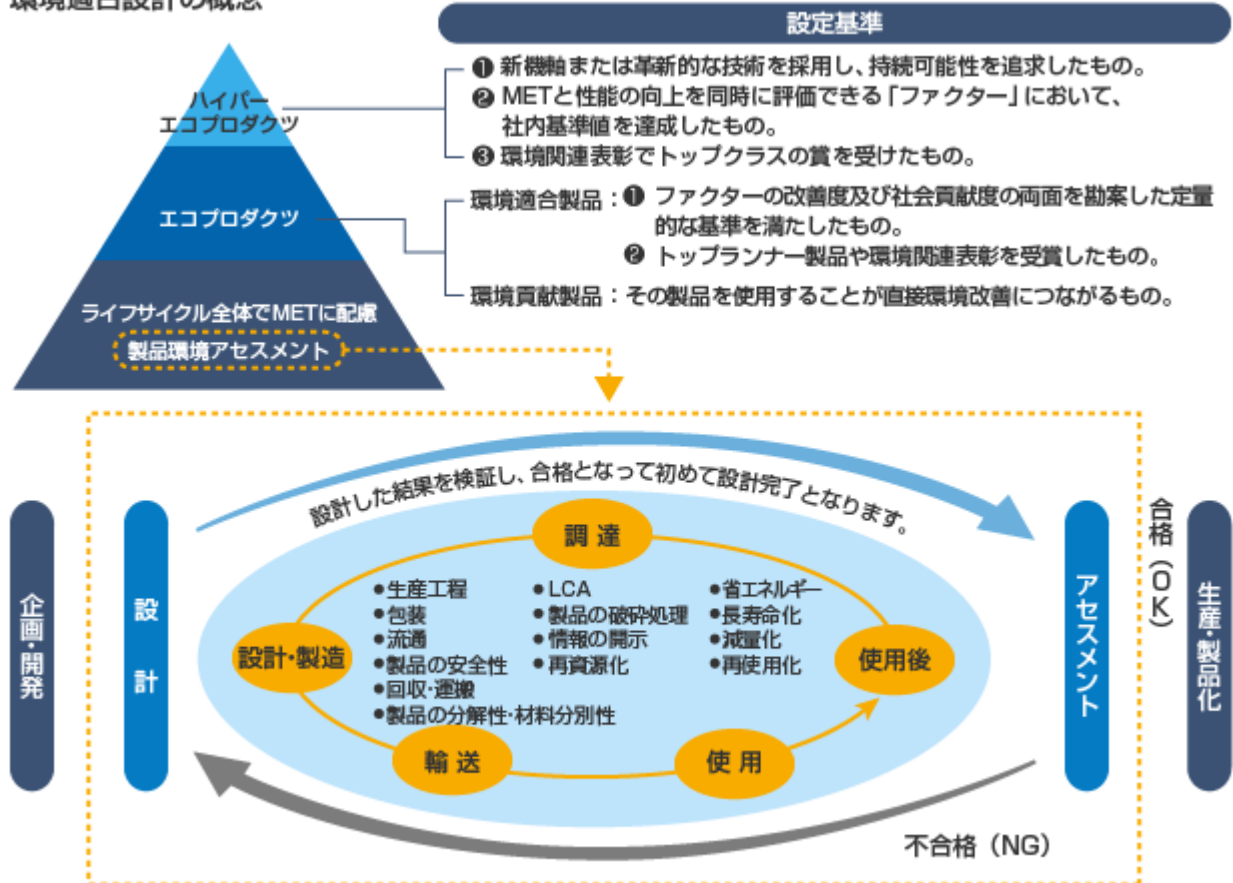 環境適合設計の概念
設定基準
ハイパー
エコプロダクツ
❶ 新機軸または革新的な技術を採用し、持続可能性を追求したもの。
❷ METと性能の向上を同時に評価できる「ファクター」において、
社内基準値を達成したもの。
❸ 環境関連表彰でトップクラスの賞を受けたもの。
エコプロダクツ
環境適合製品：❶ ファクターの改善度及び社会貢献度の両面を勘案した定量
的な基準を満たしたもの。
❷ トップランナー製品や環境関連表彰を受賞したもの。
環境貢献製品：その製品を使用することが直接環境改善につながるもの。
ライフサイクル全体でMETに配慮
製品環境アセスメント
企画・開発
設計
設計した結果を検証し、合格となって初めて設計完了となります。
調達
設計・製造
●生産工程
●包装
●流通
●製品の安全性
●回収・運搬
●製品の分解性・材料分別性
●LCA
●製品の破砕処理
●情報の開示
●再資源化
●省エネルギー
●長寿命化
●減量化
●再使用化
使用後
輸送
使用
アセスメント
合格（OK）
生産・製品化
不合格（NG）